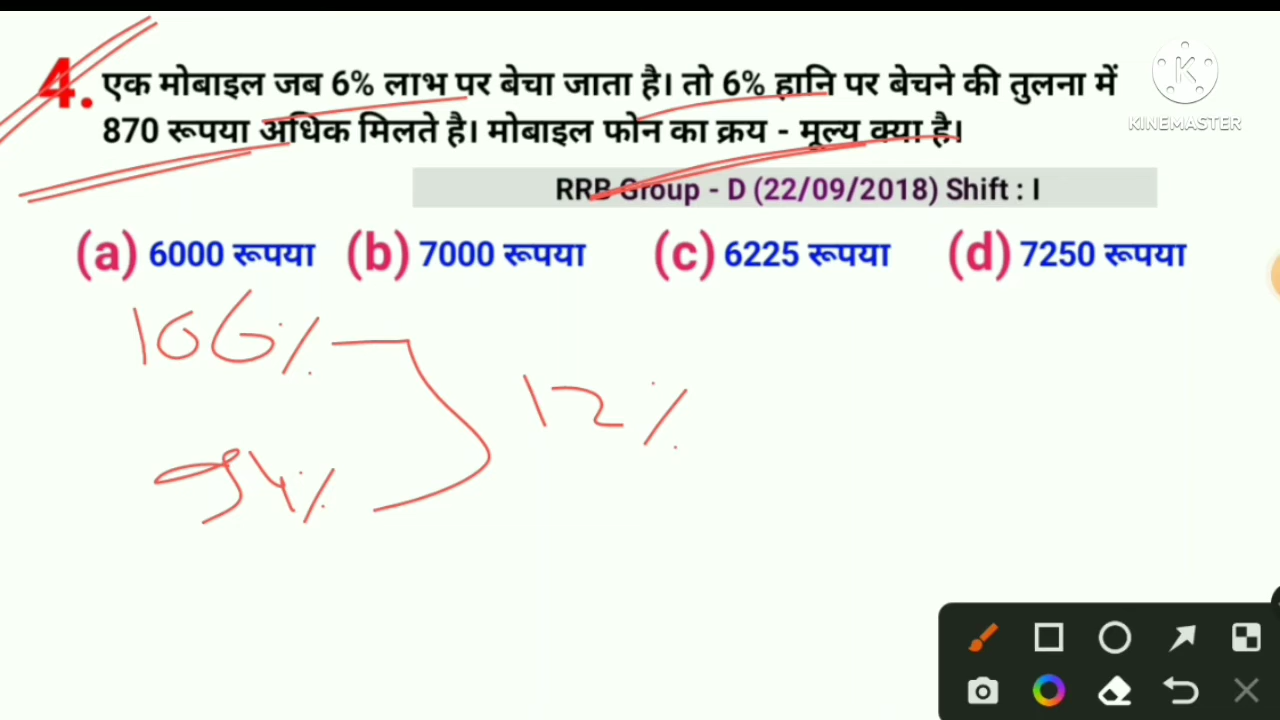 4. एक मोबाइल जब 6% लाभ पर बेचा जाता है। तो 6% हानि पर बेचने की तुलना में
870 रूपया अधिक मिलते है। मोबाइल फोन का क्रय - मूल्य क्या है।
K
KINEMASTER
RRB Group - D (22/09/2018) Shift : I
(a) 6000 रूपया (b) 7000 रूपया (c) 6225 रूपया (d) 7250 रूपया
106%
12%
94%